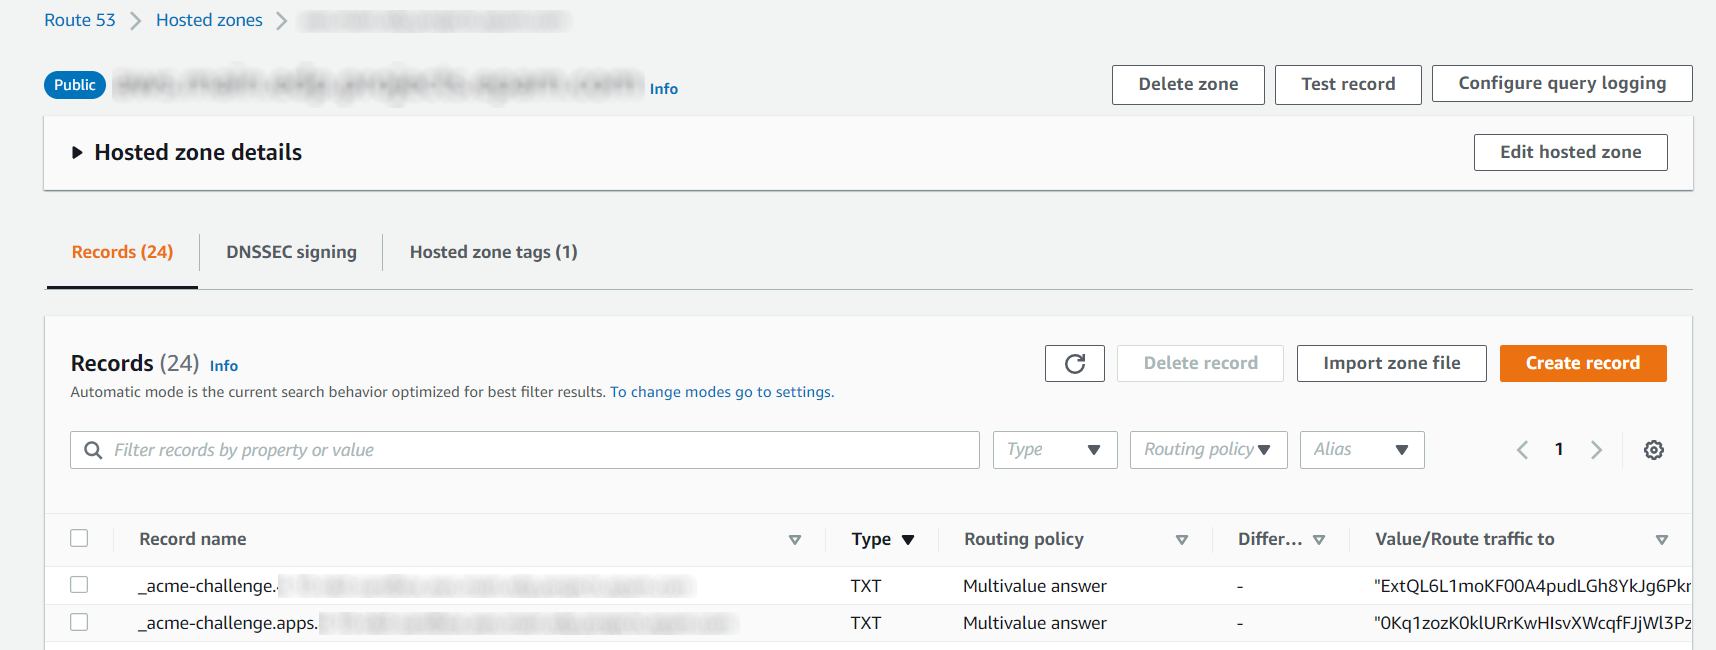 Route 53 > Hosted zones >
Public Info Delete zone Test record Configure query logging
Hosted zone details Edit hosted zone
Records (24) DNSSEC signing Hosted zone tags (1)
Records (24) Info Delete record Import zone file Create record
Automatic mode is the current search behavior optimized for best filter results. To change modes go to settings.
Filter records by property or value Type Routing policy Alias 1
Record name Type Routing policy Differ... Value/Route traffic to
_acme-challenge. TXT Multivalue answer - "ExtQL6L1moKF00A4pudLGh8YkJg6Pkr
_acme-challenge.apps. TXT Multivalue answer - "0Kq1zozK0klURrKwHIsvXWcqfFJjWl3Pz